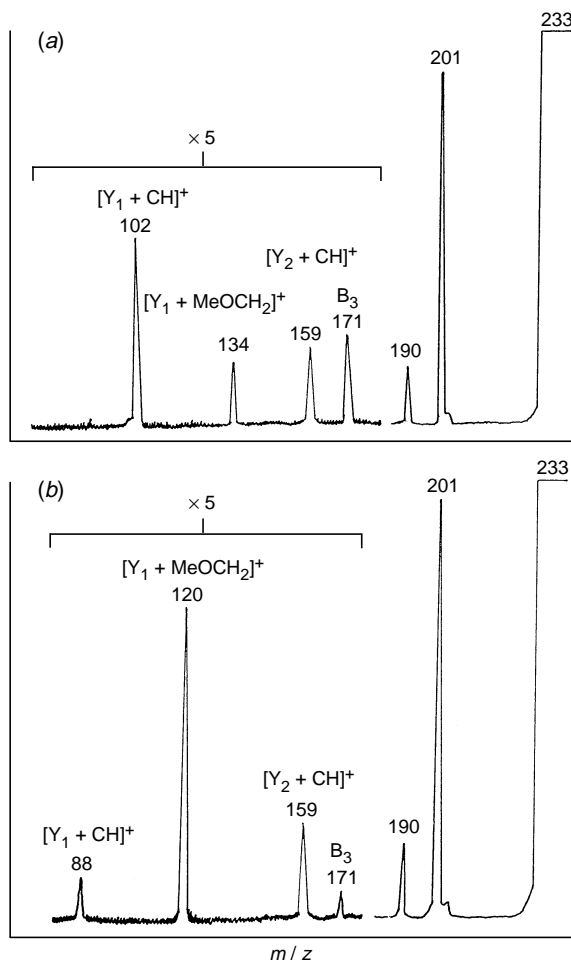 (a)
233
201
× 5
[Y₁ + CH]⁺
102
[Y₂ + CH]⁺
[Y₁ + MeOCH₂]⁺
B₃
134
159
171
190
(b)
233
201
× 5
[Y₁ + MeOCH₂]⁺
120
[Y₂ + CH]⁺
159
190
[Y₁ + CH]⁺
B₃
88
171
m / z